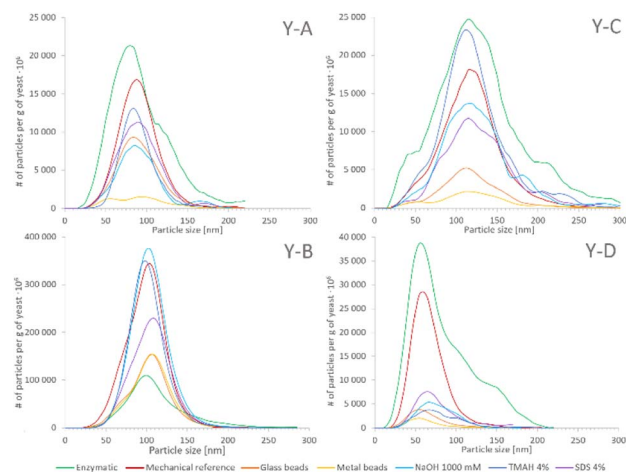 Y-A
# of particles per g of yeast ·10⁶
25 000
20 000
15 000
10 000
5 000
0
0 50 100 150 200 250 300
Particle size [nm]
Y-C
# of particles per g of yeast ·10⁶
25 000
20 000
15 000
10 000
5 000
0
0 50 100 150 200 250 300
Particle size [nm]
Y-B
# of particles per g of yeast ·10⁶
400 000
300 000
200 000
100 000
0
0 50 100 150 200 250 300
Particle size [nm]
Y-D
# of particles per g of yeast ·10⁶
40 000
35 000
30 000
25 000
20 000
15 000
10 000
5 000
0
0 50 100 150 200 250 300
Particle size [nm]
Enzymatic Mechanical reference Glass beads Metal beads NaOH 1000 mM TMAH 4% SDS 4%